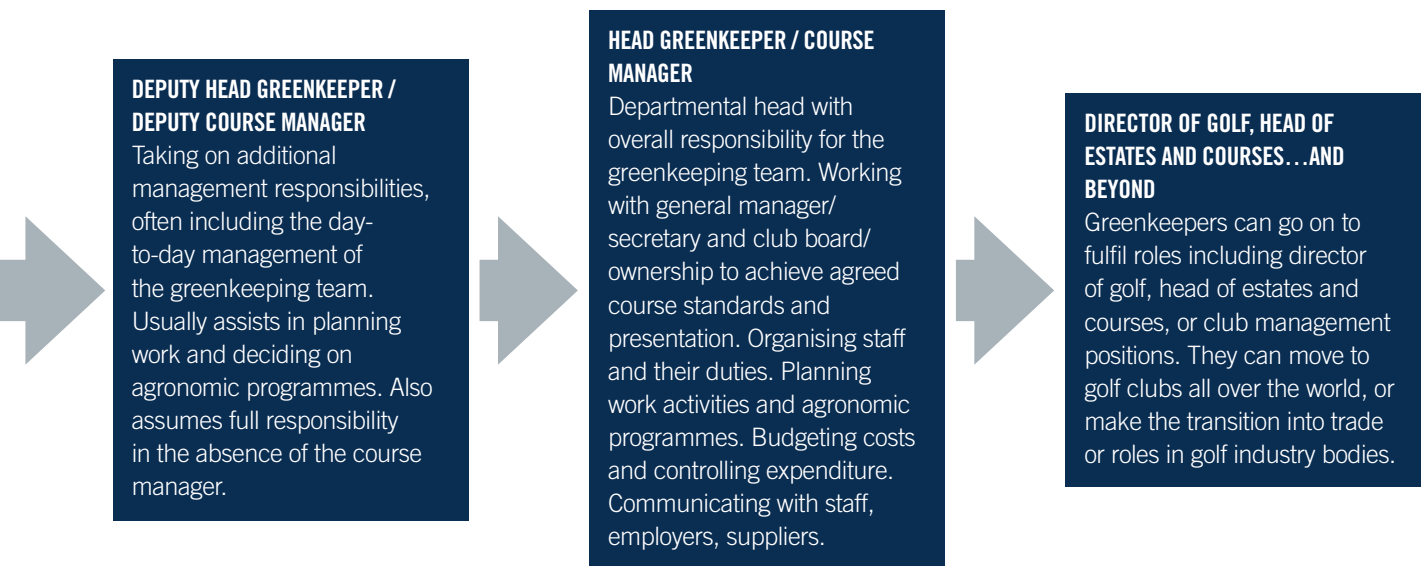 DEPUTY HEAD GREENKEEPER /
DEPUTY COURSE MANAGER
Taking on additional
management responsibilities,
often including the day-
to-day management of
the greenkeeping team.
Usually assists in planning
work and deciding on
agronomic programmes. Also
assumes full responsibility
in the absence of the course
manager.
HEAD GREENKEEPER / COURSE
MANAGER
Departmental head with
overall responsibility for the
greenkeeping team. Working
with general manager/
secretary and club board/
ownership to achieve agreed
course standards and
presentation. Organising staff
and their duties. Planning
work activities and agronomic
programmes. Budgeting costs
and controlling expenditure.
Communicating with staff,
employers, suppliers.
DIRECTOR OF GOLF, HEAD OF
ESTATES AND COURSES…AND
BEYOND
Greenkeepers can go on to
fulfil roles including director
of golf, head of estates and
courses, or club management
positions. They can move to
golf clubs all over the world, or
make the transition into trade
or roles in golf industry bodies.